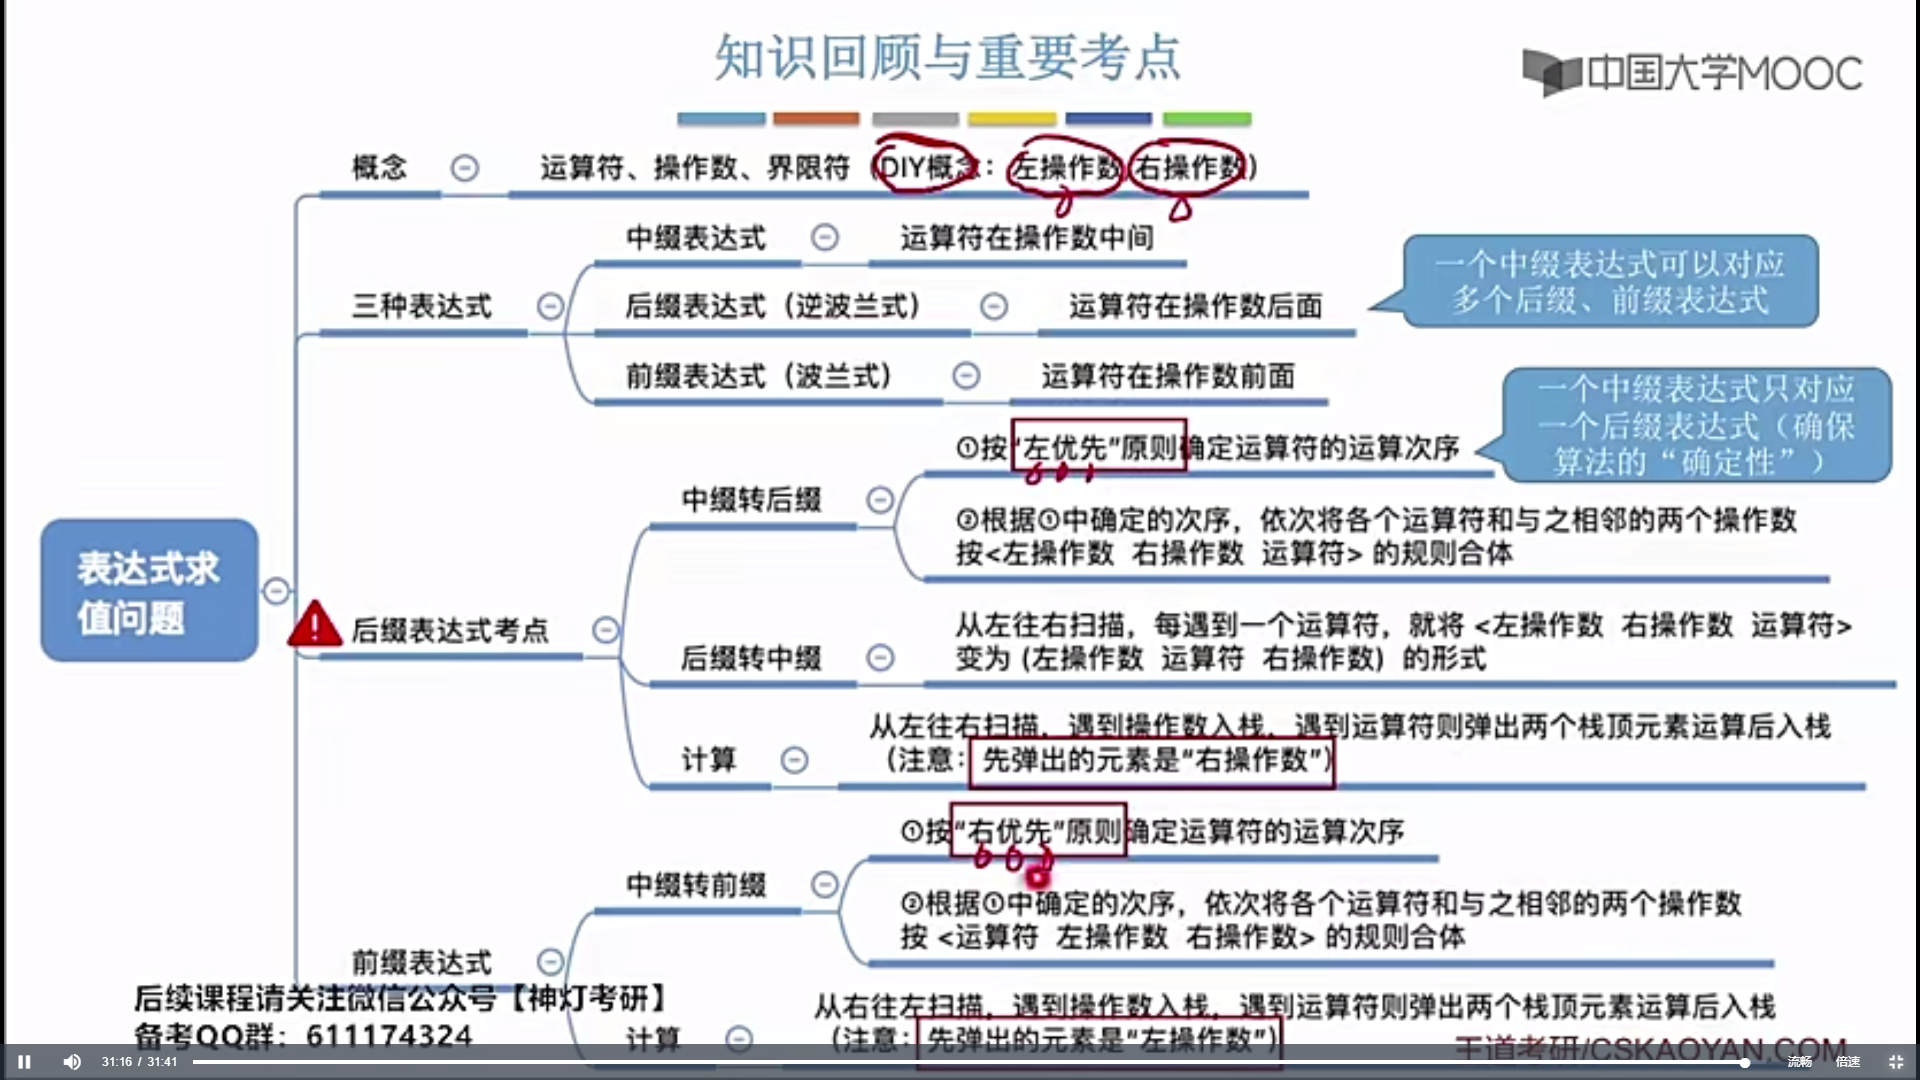 知识回顾与重要考点
中国大学MOOC
概念
运算符、操作数、界限符（DIY概念：左操作数 右操作数）
中缀表达式
运算符在操作数中间
一个中缀表达式可以对应
多个后缀、前缀表达式
三种表达式
后缀表达式（逆波兰式）
运算符在操作数后面
前缀表达式（波兰式）
运算符在操作数前面
一个中缀表达式只对应
一个后缀表达式（确保
算法的“确定性”）
①按“左优先”原则确定运算符的运算次序
中缀转后缀
②根据①中确定的次序，依次将各个运算符和与之相邻的两个操作数
按<左操作数 右操作数 运算符> 的规则合体
表达式求
值问题
后缀表达式考点
从左往右扫描，每遇到一个运算符，就将 <左操作数 右操作数 运算符>
后缀转中缀
变为 (左操作数 运算符 右操作数) 的形式
从左往右扫描，遇到操作数入栈，遇到运算符则弹出两个栈顶元素运算后入栈
计算
（注意：先弹出的元素是“右操作数”）
①按“右优先”原则确定运算符的运算次序
中缀转前缀
②根据①中确定的次序，依次将各个运算符和与之相邻的两个操作数
按 <运算符 左操作数 右操作数> 的规则合体
前缀表达式
后续课程请关注微信公众号【神灯考研】
备考QQ群：611174324
从右往左扫描，遇到操作数入栈，遇到运算符则弹出两个栈顶元素运算后入栈
计算
（注意：先弹出的元素是“左操作数”）
王道考研/CSKAOYAN.COM
31:16 / 31:41
流畅
倍速